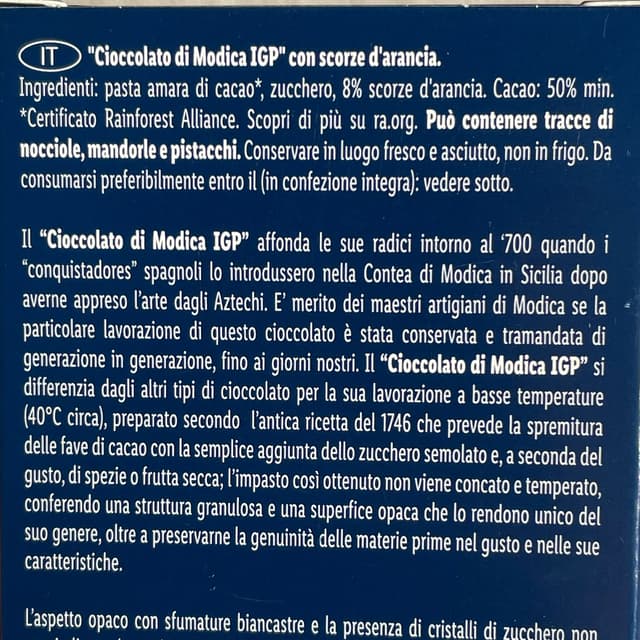 IT "Cioccolato di Modica IGP" con scorze d'arancia.
Ingredienti: pasta amara di cacao*, zucchero, 8% scorze d'arancia. Cacao: 50% min.
*Certificato Rainforest Alliance. Scopri di più su ra.org. Può contenere tracce di
nocciole, mandorle e pistacchi. Conservare in luogo fresco e asciutto, non in frigo. Da
consumarsi preferibilmente entro il (in confezione integra): vedere sotto.
Il “Cioccolato di Modica IGP” affonda le sue radici intorno al ‘700 quando i
“conquistadores” spagnoli lo introdussero nella Contea di Modica in Sicilia dopo
averne appreso l’arte dagli Aztechi. E’ merito dei maestri artigiani di Modica se la
particolare lavorazione di questo cioccolato è stata conservata e tramandata di
generazione in generazione, fino ai giorni nostri. Il “Cioccolato di Modica IGP” si
differenzia dagli altri tipi di cioccolato per la sua lavorazione a basse temperature
(40°C circa), preparato secondo l’antica ricetta del 1746 che prevede la spremitura
delle fave di cacao con la semplice aggiunta dello zucchero semolato e, a seconda del
gusto, di spezie o frutta secca; l’impasto così ottenuto non viene concato e temperato,
conferendo una struttura granulosa e una superfice opaca che lo rendono unico del
suo genere, oltre a preservarne la genuinità delle materie prime nel gusto e nelle sue
caratteristiche.
L’aspetto opaco con sfumature biancastre e la presenza di cristalli di zucchero non